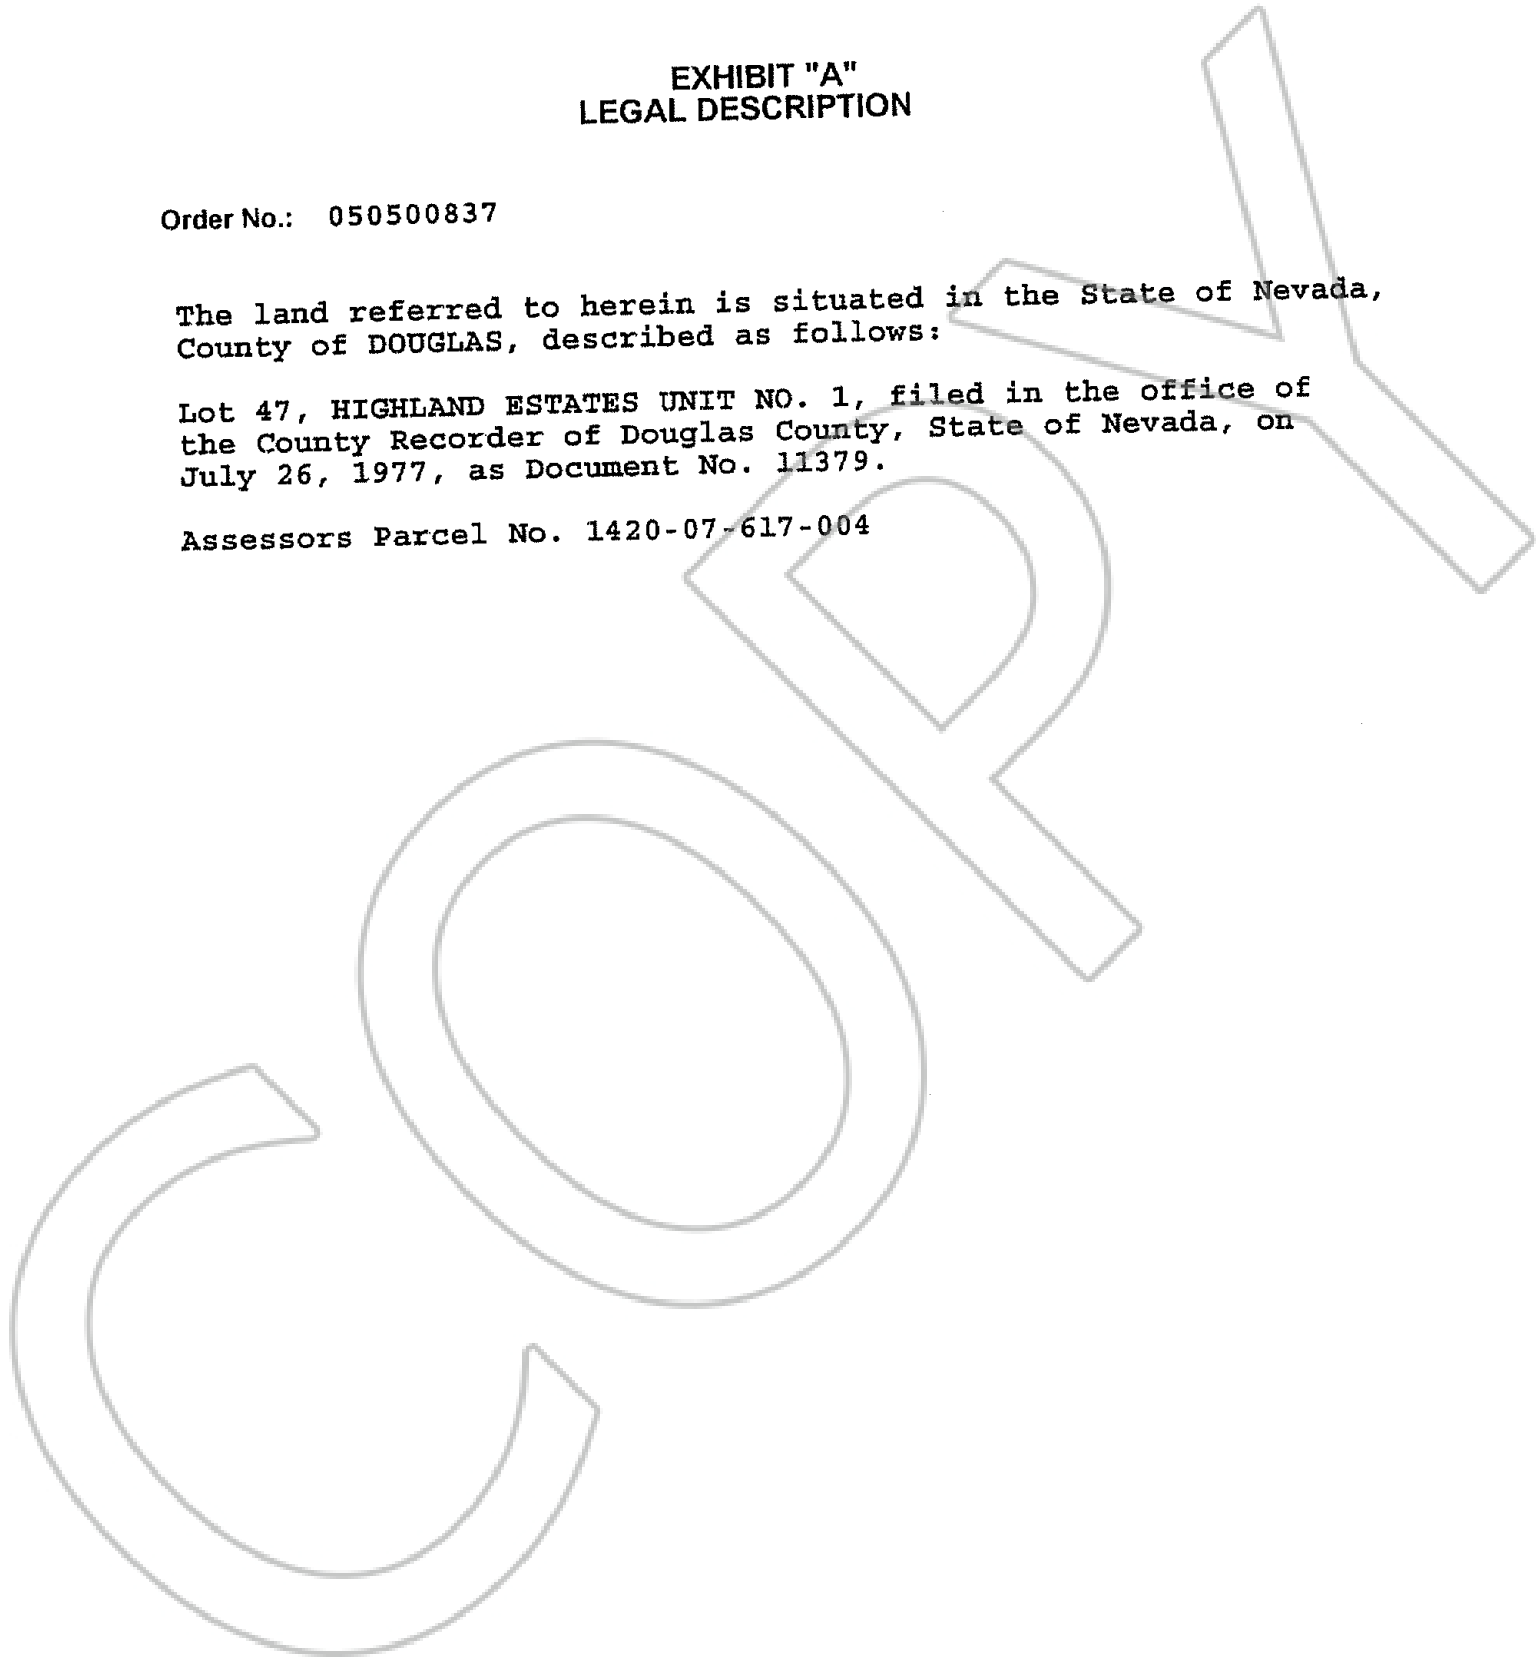 EXHIBIT "A"
LEGAL DESCRIPTION
Order No.: 050500837
The land referred to herein is situated in the State of Nevada,
County of DOUGLAS, described as follows:
Lot 47, HIGHLAND ESTATES UNIT NO. 1, filed in the office of
the County Recorder of Douglas County, State of Nevada, on
July 26, 1977, as Document No. 11379.
Assessors Parcel No. 1420-07-617-004
COPY